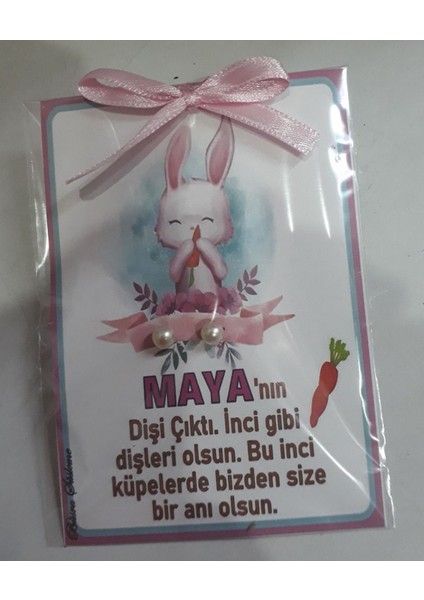 MAYA'nın
Dişi Çıktı. İnci gibi
dişleri olsun. Bu inci
küpelerde bizden size
bir anı olsun.